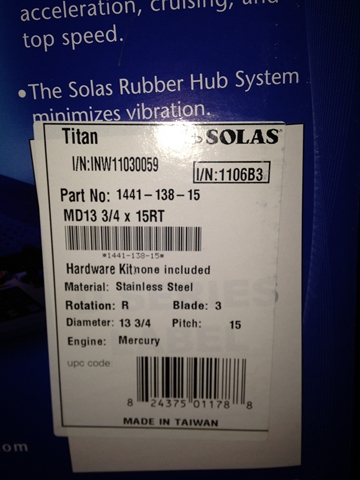 acceleration, cruising, and
top speed.
•The Solas Rubber Hub System
minimizes vibration.
Titan SOLAS
I/N:INW11030059 I/N:1106B3
Part No: 1441-138-15
MD13 3/4 x 15RT
*1441-138-15*
Hardware Kit:none included
Material: Stainless Steel
Rotation: R Blade: 3
Diameter: 13 3/4 Pitch: 15
Engine: Mercury
upc code
8 24375 01178 8
MADE IN TAIWAN
om